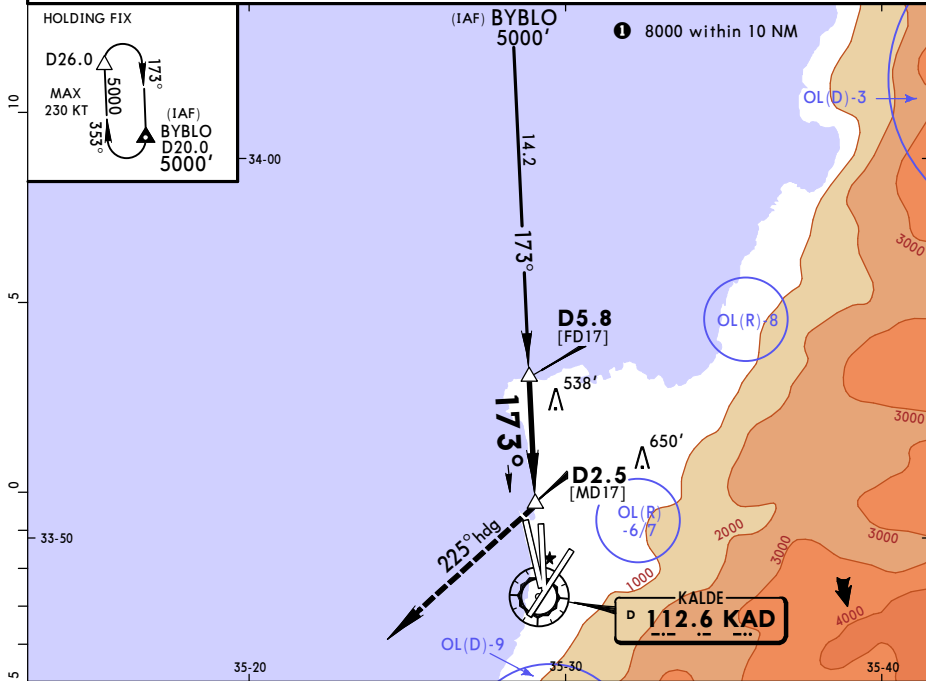 HOLDING FIX
D26.0
MAX
230 KT
5000
353°
173°
(IAF)
BYBLO
D20.0
5000'
(IAF) BYBLO
5000'
❶ 8000 within 10 NM
OL(D)-3
10
34-00
14.2
3000
173°
5
OL(R)-8
D5.8
[FD17]
538'
173°
3000
650'
D2.5
[MD17]
0
OL(R)
-6/7
2000
3000
3000
33-50
225° hdg
1000
KALDE
D 112.6 KAD
4000
OL(D)-9
5
35-20
35-30
35-40